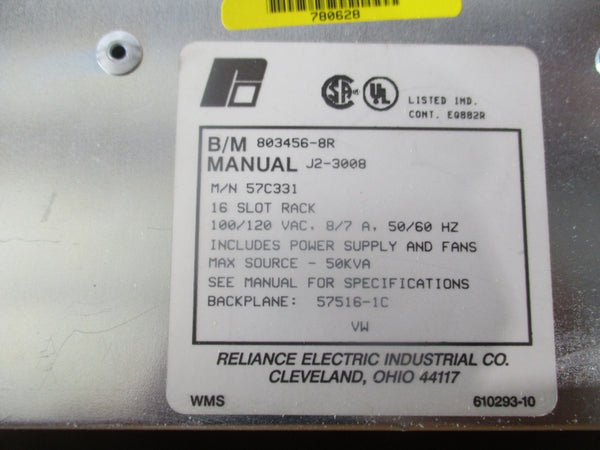 780628
SA
UL
LISTED IND.
CONT. EQ882R
B/M 803456-8R
MANUAL J2-3008
M/N 57C331
16 SLOT RACK
100/120 VAC, 8/7 A, 50/60 HZ
INCLUDES POWER SUPPLY AND FANS
MAX SOURCE - 50KVA
SEE MANUAL FOR SPECIFICATIONS
BACKPLANE: 57516-1C
VW
RELIANCE ELECTRIC INDUSTRIAL CO.
CLEVELAND, OHIO 44117
WMS 610293-10